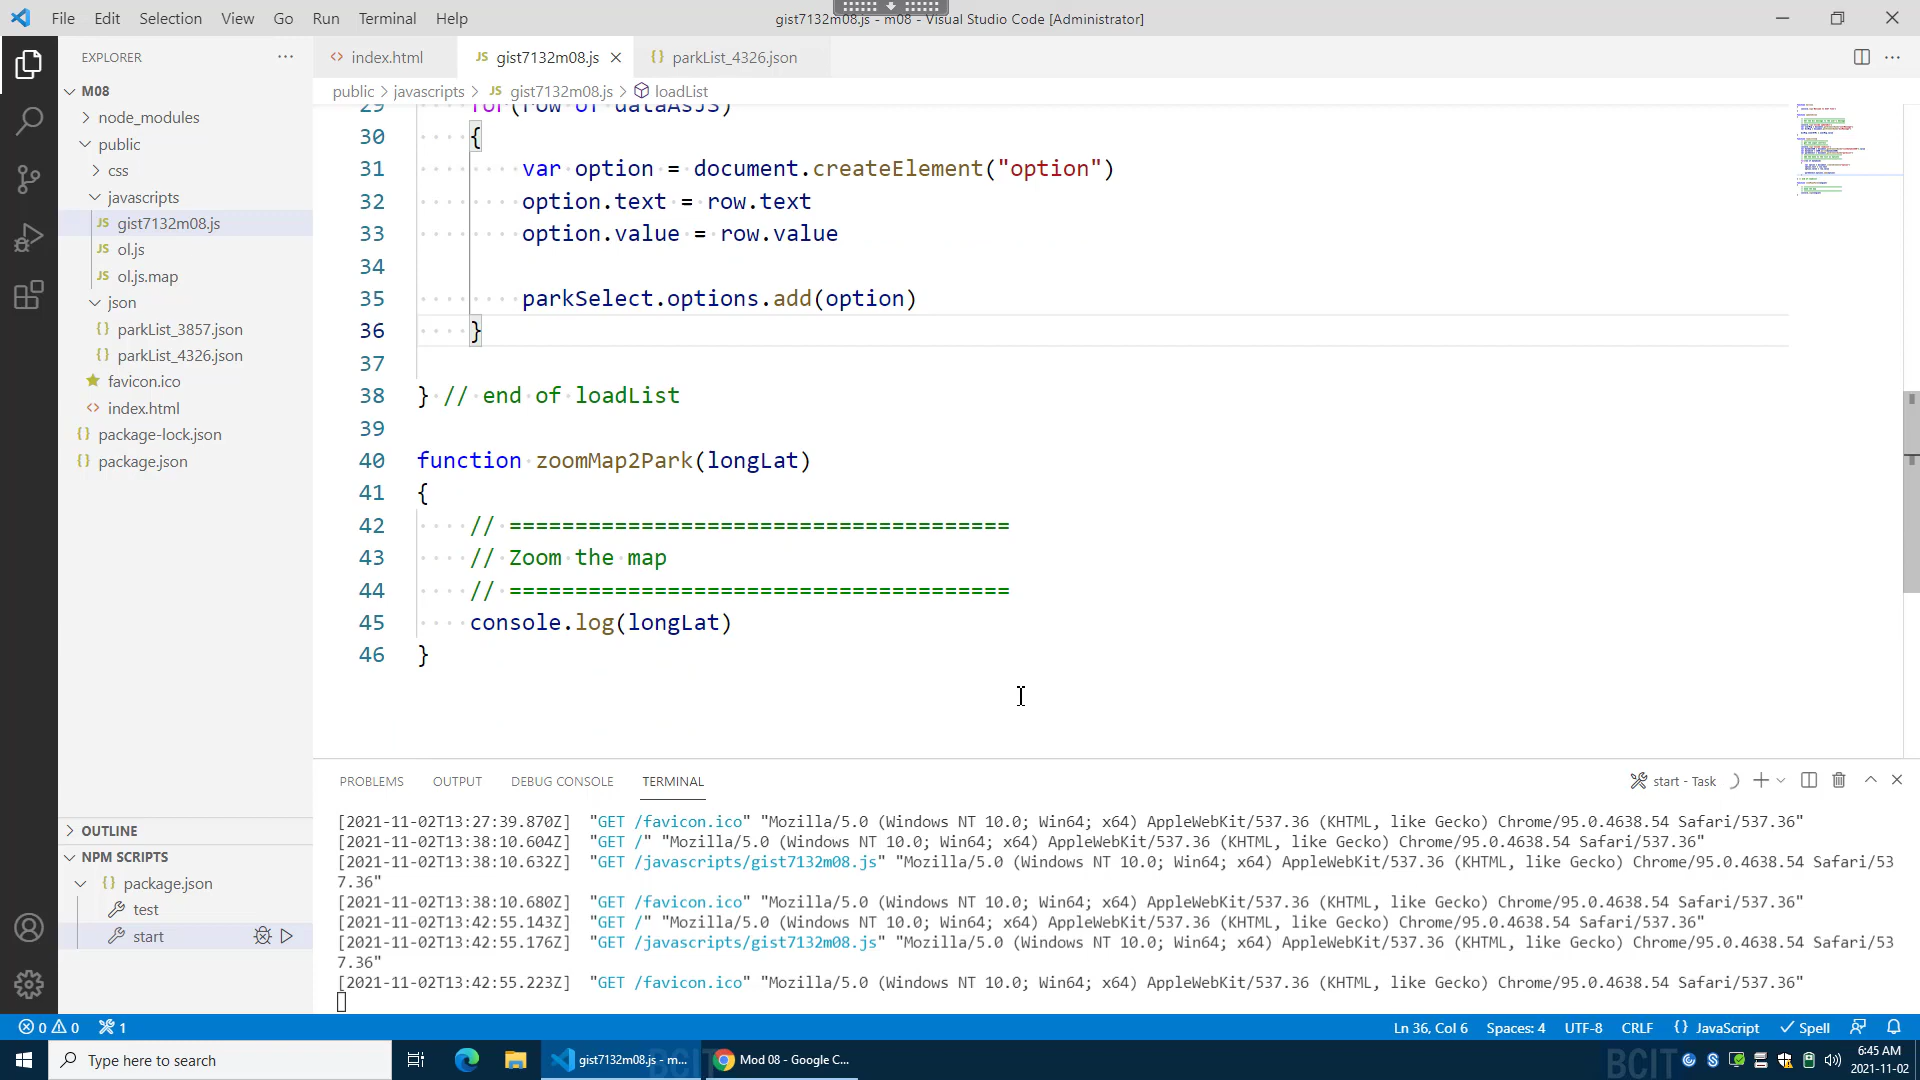 File Edit Selection View Go Run Terminal Help
gist7132m08.js - m08 - Visual Studio Code [Administrator]
EXPLORER
M08
node_modules
public
css
javascripts
JS gist7132m08.js
JS ol.js
JS ol.js.map
json
{} parkList_3857.json
{} parkList_4326.json
favicon.ico
<> index.html
{} package-lock.json
{} package.json
OUTLINE
NPM SCRIPTS
{} package.json
test
start
<> index.html JS gist7132m08.js {} parkList_4326.json
public > javascripts > JS gist7132m08.js > loadList
29 for(row of dataAsJS)
30 {
31 var option = document.createElement("option")
32 option.text = row.text
33 option.value = row.value
34
35 parkSelect.options.add(option)
36 }
37
38 } // end of loadList
39
40 function zoomMap2Park(longLat)
41 {
42 // ======================================
43 // Zoom the map
44 // ======================================
45 console.log(longLat)
46 }
PROBLEMS OUTPUT DEBUG CONSOLE TERMINAL
start - Task
[2021-11-02T13:27:39.870Z] "GET /favicon.ico" "Mozilla/5.0 (Windows NT 10.0; Win64; x64) AppleWebKit/537.36 (KHTML, like Gecko) Chrome/95.0.4638.54 Safari/537.36"
[2021-11-02T13:38:10.604Z] "GET /" "Mozilla/5.0 (Windows NT 10.0; Win64; x64) AppleWebKit/537.36 (KHTML, like Gecko) Chrome/95.0.4638.54 Safari/537.36"
[2021-11-02T13:38:10.632Z] "GET /javascripts/gist7132m08.js" "Mozilla/5.0 (Windows NT 10.0; Win64; x64) AppleWebKit/537.36 (KHTML, like Gecko) Chrome/95.0.4638.54 Safari/53
7.36"
[2021-11-02T13:38:10.680Z] "GET /favicon.ico" "Mozilla/5.0 (Windows NT 10.0; Win64; x64) AppleWebKit/537.36 (KHTML, like Gecko) Chrome/95.0.4638.54 Safari/537.36"
[2021-11-02T13:42:55.143Z] "GET /" "Mozilla/5.0 (Windows NT 10.0; Win64; x64) AppleWebKit/537.36 (KHTML, like Gecko) Chrome/95.0.4638.54 Safari/537.36"
[2021-11-02T13:42:55.176Z] "GET /javascripts/gist7132m08.js" "Mozilla/5.0 (Windows NT 10.0; Win64; x64) AppleWebKit/537.36 (KHTML, like Gecko) Chrome/95.0.4638.54 Safari/53
7.36"
[2021-11-02T13:42:55.223Z] "GET /favicon.ico" "Mozilla/5.0 (Windows NT 10.0; Win64; x64) AppleWebKit/537.36 (KHTML, like Gecko) Chrome/95.0.4638.54 Safari/537.36"
0 0 1
Ln 36, Col 6 Spaces: 4 UTF-8 CRLF {} JavaScript Spell
Type here to search
gist7132m08.js - m...
BCIT
Mod 08 - Google C...
BCIT
6:45 AM
2021-11-02